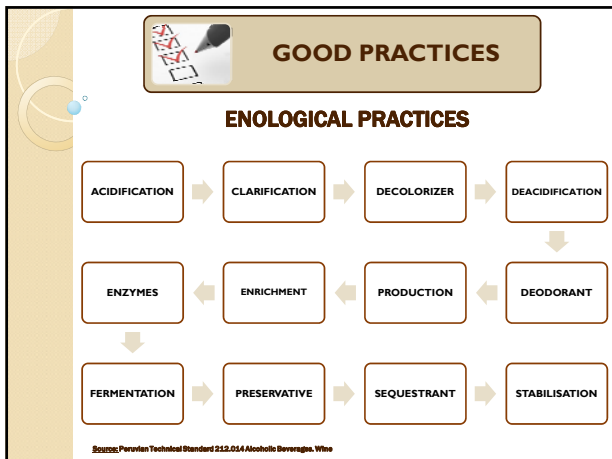 GOOD PRACTICES
ENOLOGICAL PRACTICES
ACIDIFICATION
CLARIFICATION
DECOLORIZER
DEACIDIFICATION
ENZYMES
ENRICHMENT
PRODUCTION
DEODORANT
FERMENTATION
PRESERVATIVE
SEQUESTRANT
STABILISATION
Source: Peruvian Technical Standard 212.014 Alcoholic Beverages. Wine